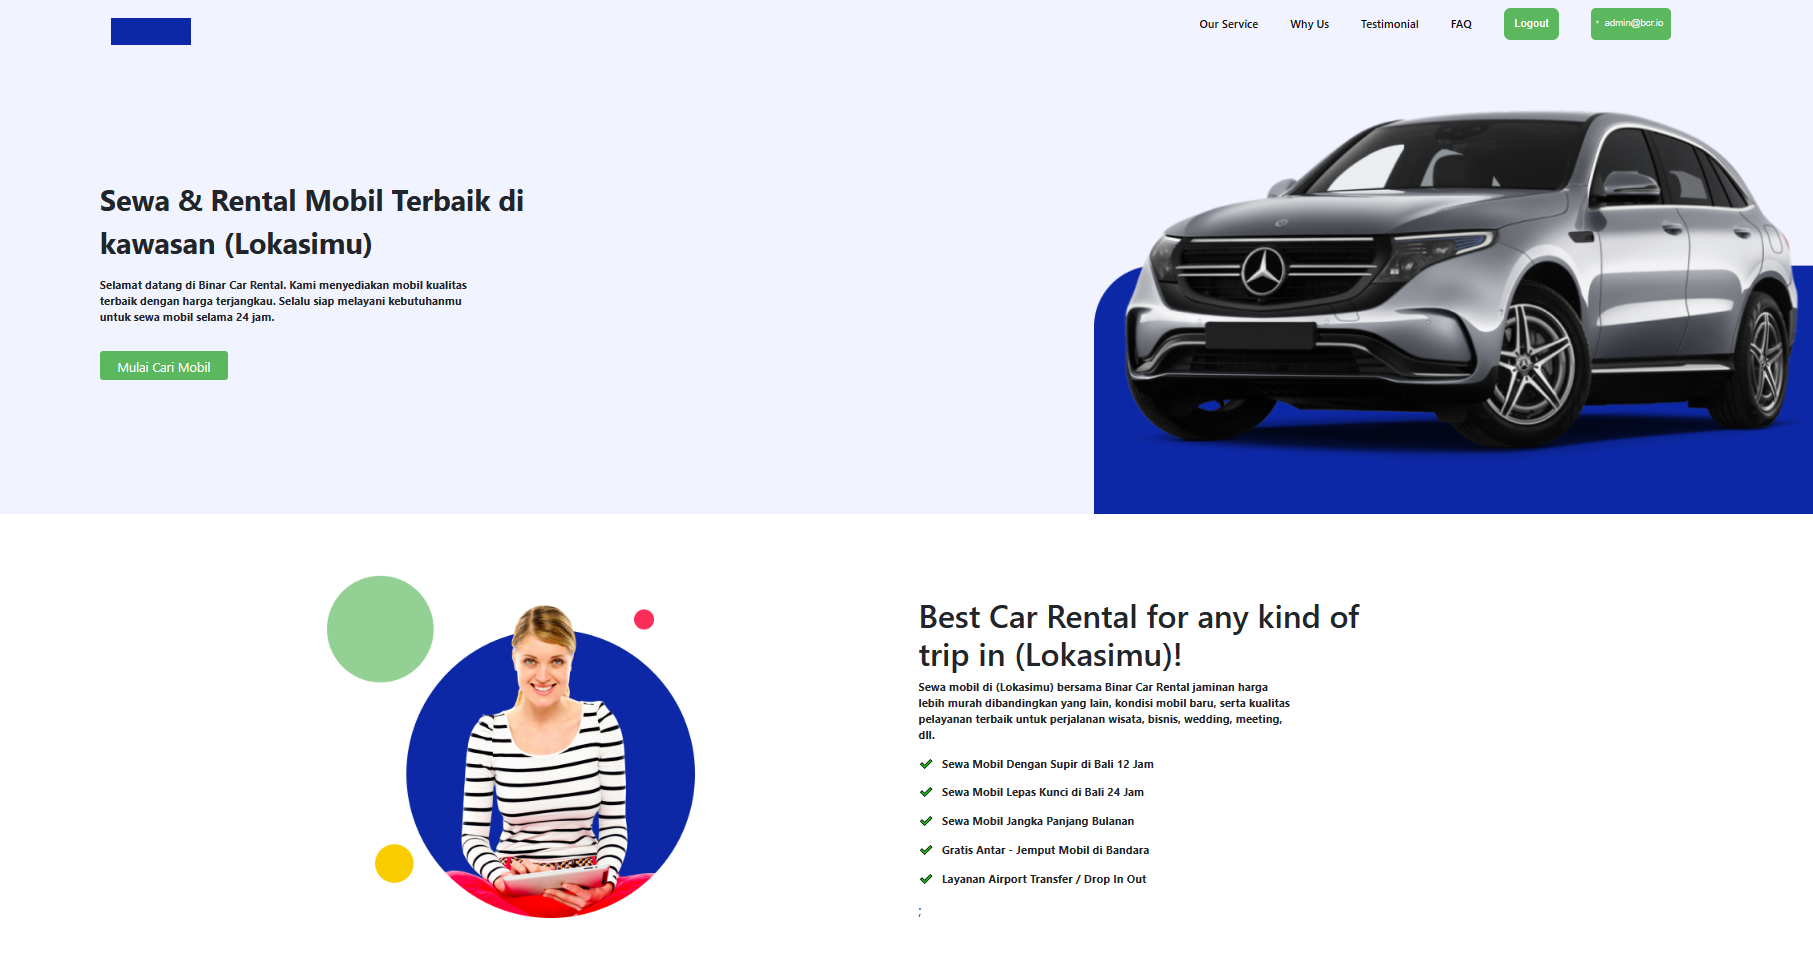 Our Service
Why Us
Testimonial
FAQ
Logout
admin@bcr.io
Sewa & Rental Mobil Terbaik di
kawasan (Lokasimu)
Selamat datang di Binar Car Rental. Kami menyediakan mobil kualitas
terbaik dengan harga terjangkau. Selalu siap melayani kebutuhanmu
untuk sewa mobil selama 24 jam.
Mulai Cari Mobil
Best Car Rental for any kind of
trip in (Lokasimu)!
Sewa mobil di (Lokasimu) bersama Binar Car Rental jaminan harga
lebih murah dibandingkan yang lain, kondisi mobil baru, serta kualitas
pelayanan terbaik untuk perjalanan wisata, bisnis, wedding, meeting,
dll.
Sewa Mobil Dengan Supir di Bali 12 Jam
Sewa Mobil Lepas Kunci di Bali 24 Jam
Sewa Mobil Jangka Panjang Bulanan
Gratis Antar - Jemput Mobil di Bandara
Layanan Airport Transfer / Drop In Out
;